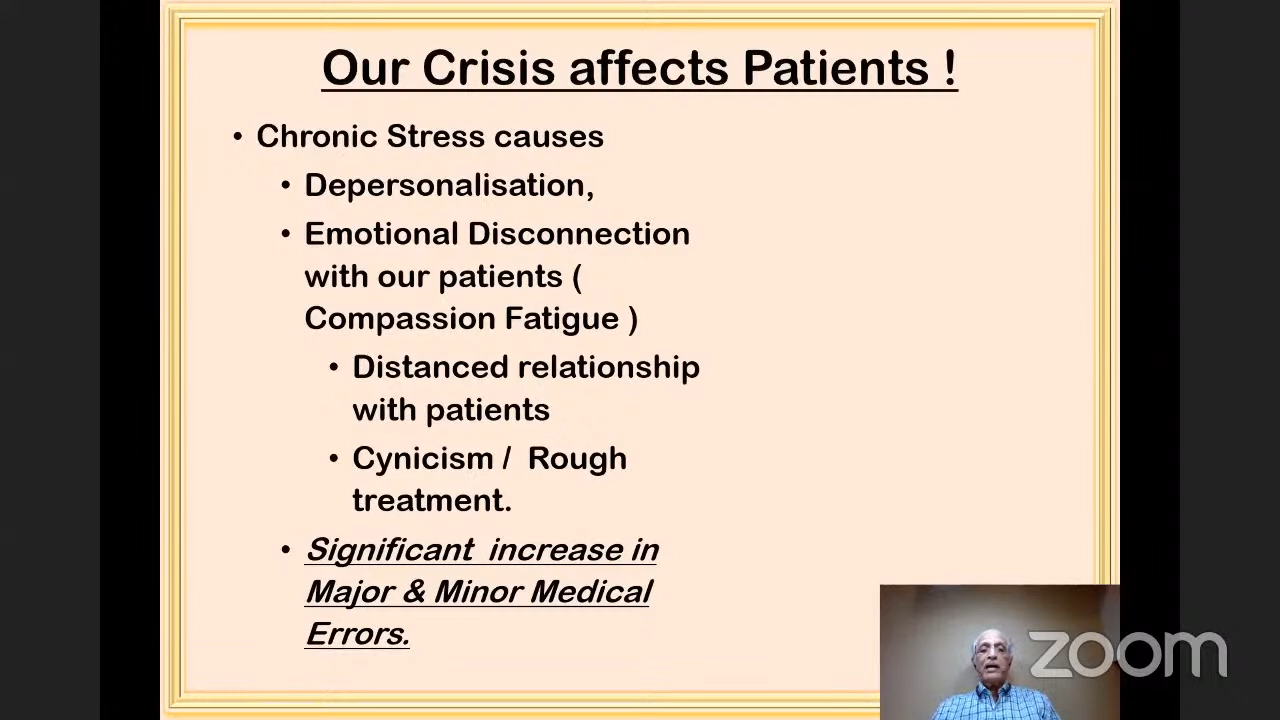 Our Crisis affects Patients !
• Chronic Stress causes
• Depersonalisation,
• Emotional Disconnection
with our patients (
Compassion Fatigue )
• Distanced relationship
with patients
• Cynicism / Rough
treatment.
• Significant increase in
Major & Minor Medical
Errors.
zoom